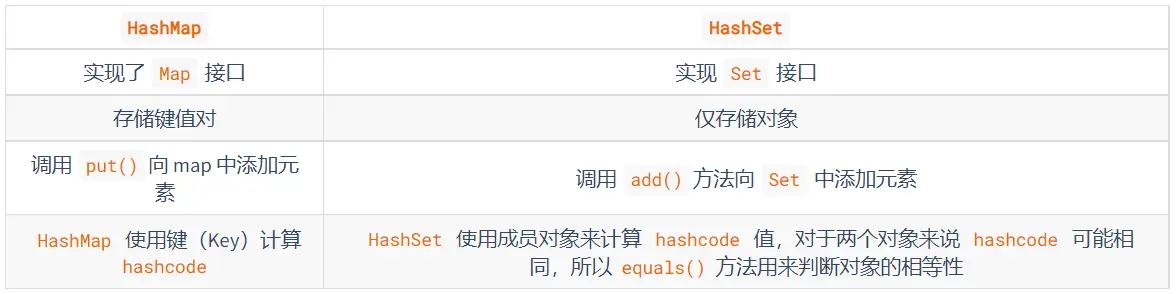 HashMap
HashSet
实现了 Map 接口
实现 Set 接口
存储键值对
仅存储对象
调用 put() 向 map 中添加元
素
调用 add() 方法向 Set 中添加元素
HashMap 使用键（Key）计算
hashcode
HashSet 使用成员对象来计算 hashcode 值，对于两个对象来说 hashcode 可能相
同，所以 equals() 方法用来判断对象的相等性